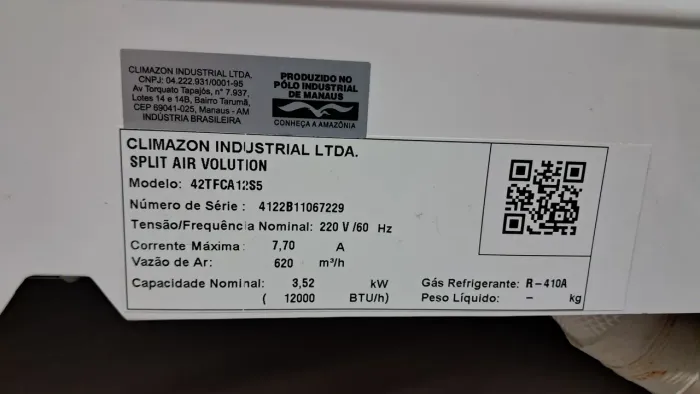 CLIMAZON INDUSTRIAL LTDA.
CNPJ: 04.222.931/0001-95
Av Torquato Tapajós, n° 7.937,
Lotes 14 e 14B, Bairro Tarumã,
CEP 69041-025, Manaus - AM
INDÚSTRIA BRASILEIRA
PRODUZIDO NO
PÓLO INDUSTRIAL
DE MANAUS
CONHEÇA A AMAZÔNIA
CLIMAZON INDUSTRIAL LTDA.
SPLIT AIR VOLUTION
Modelo: 42TFCA12S5
Número de Série : 4122B11067229
Tensão/Frequência Nominal: 220 V /60 Hz
Corrente Máxima : 7,70 A
Vazão de Ar: 620 m³/h
Capacidade Nominal: 3,52 kW
( 12000 BTU/h)
Gás Refrigerante: R-410A
Peso Líquido: - kg